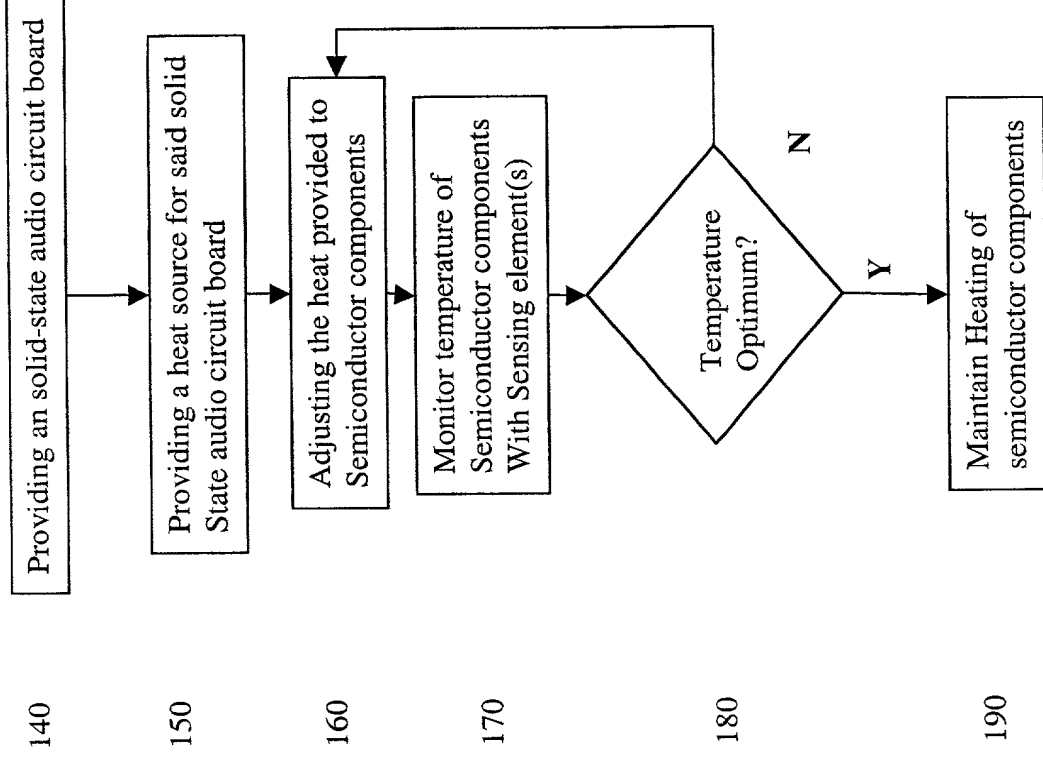 140
Providing an solid-state audio circuit board
150
Providing a heat source for said solid
State audio circuit board
160
Adjusting the heat provided to
Semiconductor components
170
Monitor temperature of
Semiconductor components
With Sensing element(s)
180
Temperature
Optimum?
N
Y
190
Maintain Heating of
semiconductor components